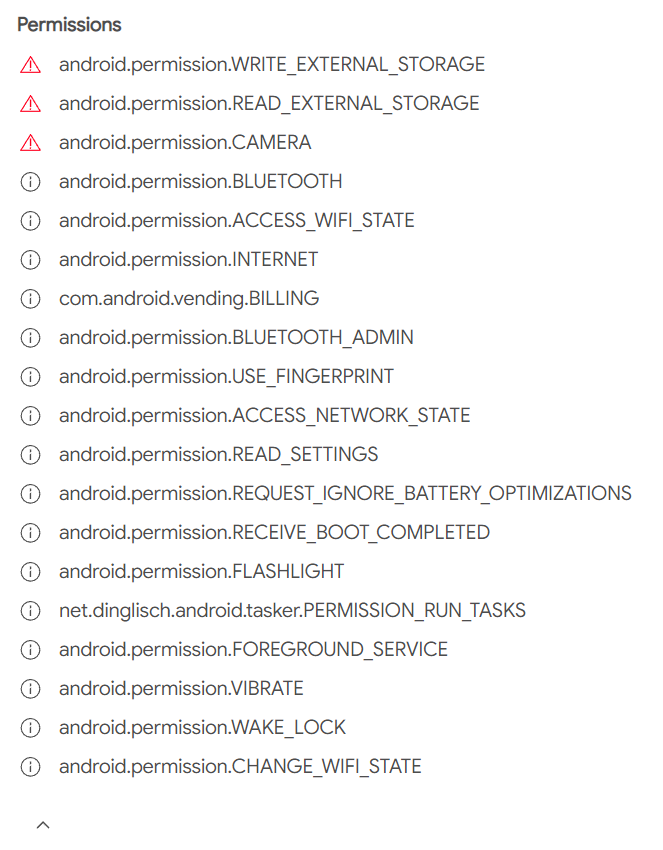 Permissions
android.permission.WRITE_EXTERNAL_STORAGE
android.permission.READ_EXTERNAL_STORAGE
android.permission.CAMERA
android.permission.BLUETOOTH
android.permission.ACCESS_WIFI_STATE
android.permission.INTERNET
com.android.vending.BILLING
android.permission.BLUETOOTH_ADMIN
android.permission.USE_FINGERPRINT
android.permission.ACCESS_NETWORK_STATE
android.permission.READ_SETTINGS
android.permission.REQUEST_IGNORE_BATTERY_OPTIMIZATIONS
android.permission.RECEIVE_BOOT_COMPLETED
android.permission.FLASHLIGHT
net.dinglisch.android.tasker.PERMISSION_RUN_TASKS
android.permission.FOREGROUND_SERVICE
android.permission.VIBRATE
android.permission.WAKE_LOCK
android.permission.CHANGE_WIFI_STATE